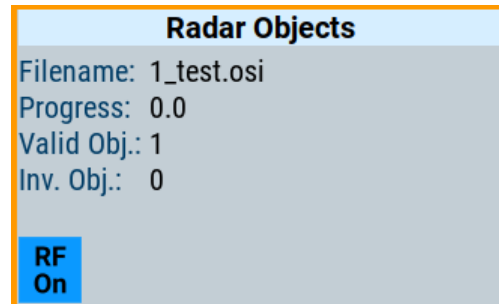 Radar Objects
Filename: 1_test.osi
Progress: 0.0
Valid Obj.: 1
Inv. Obj.: 0
RF
On